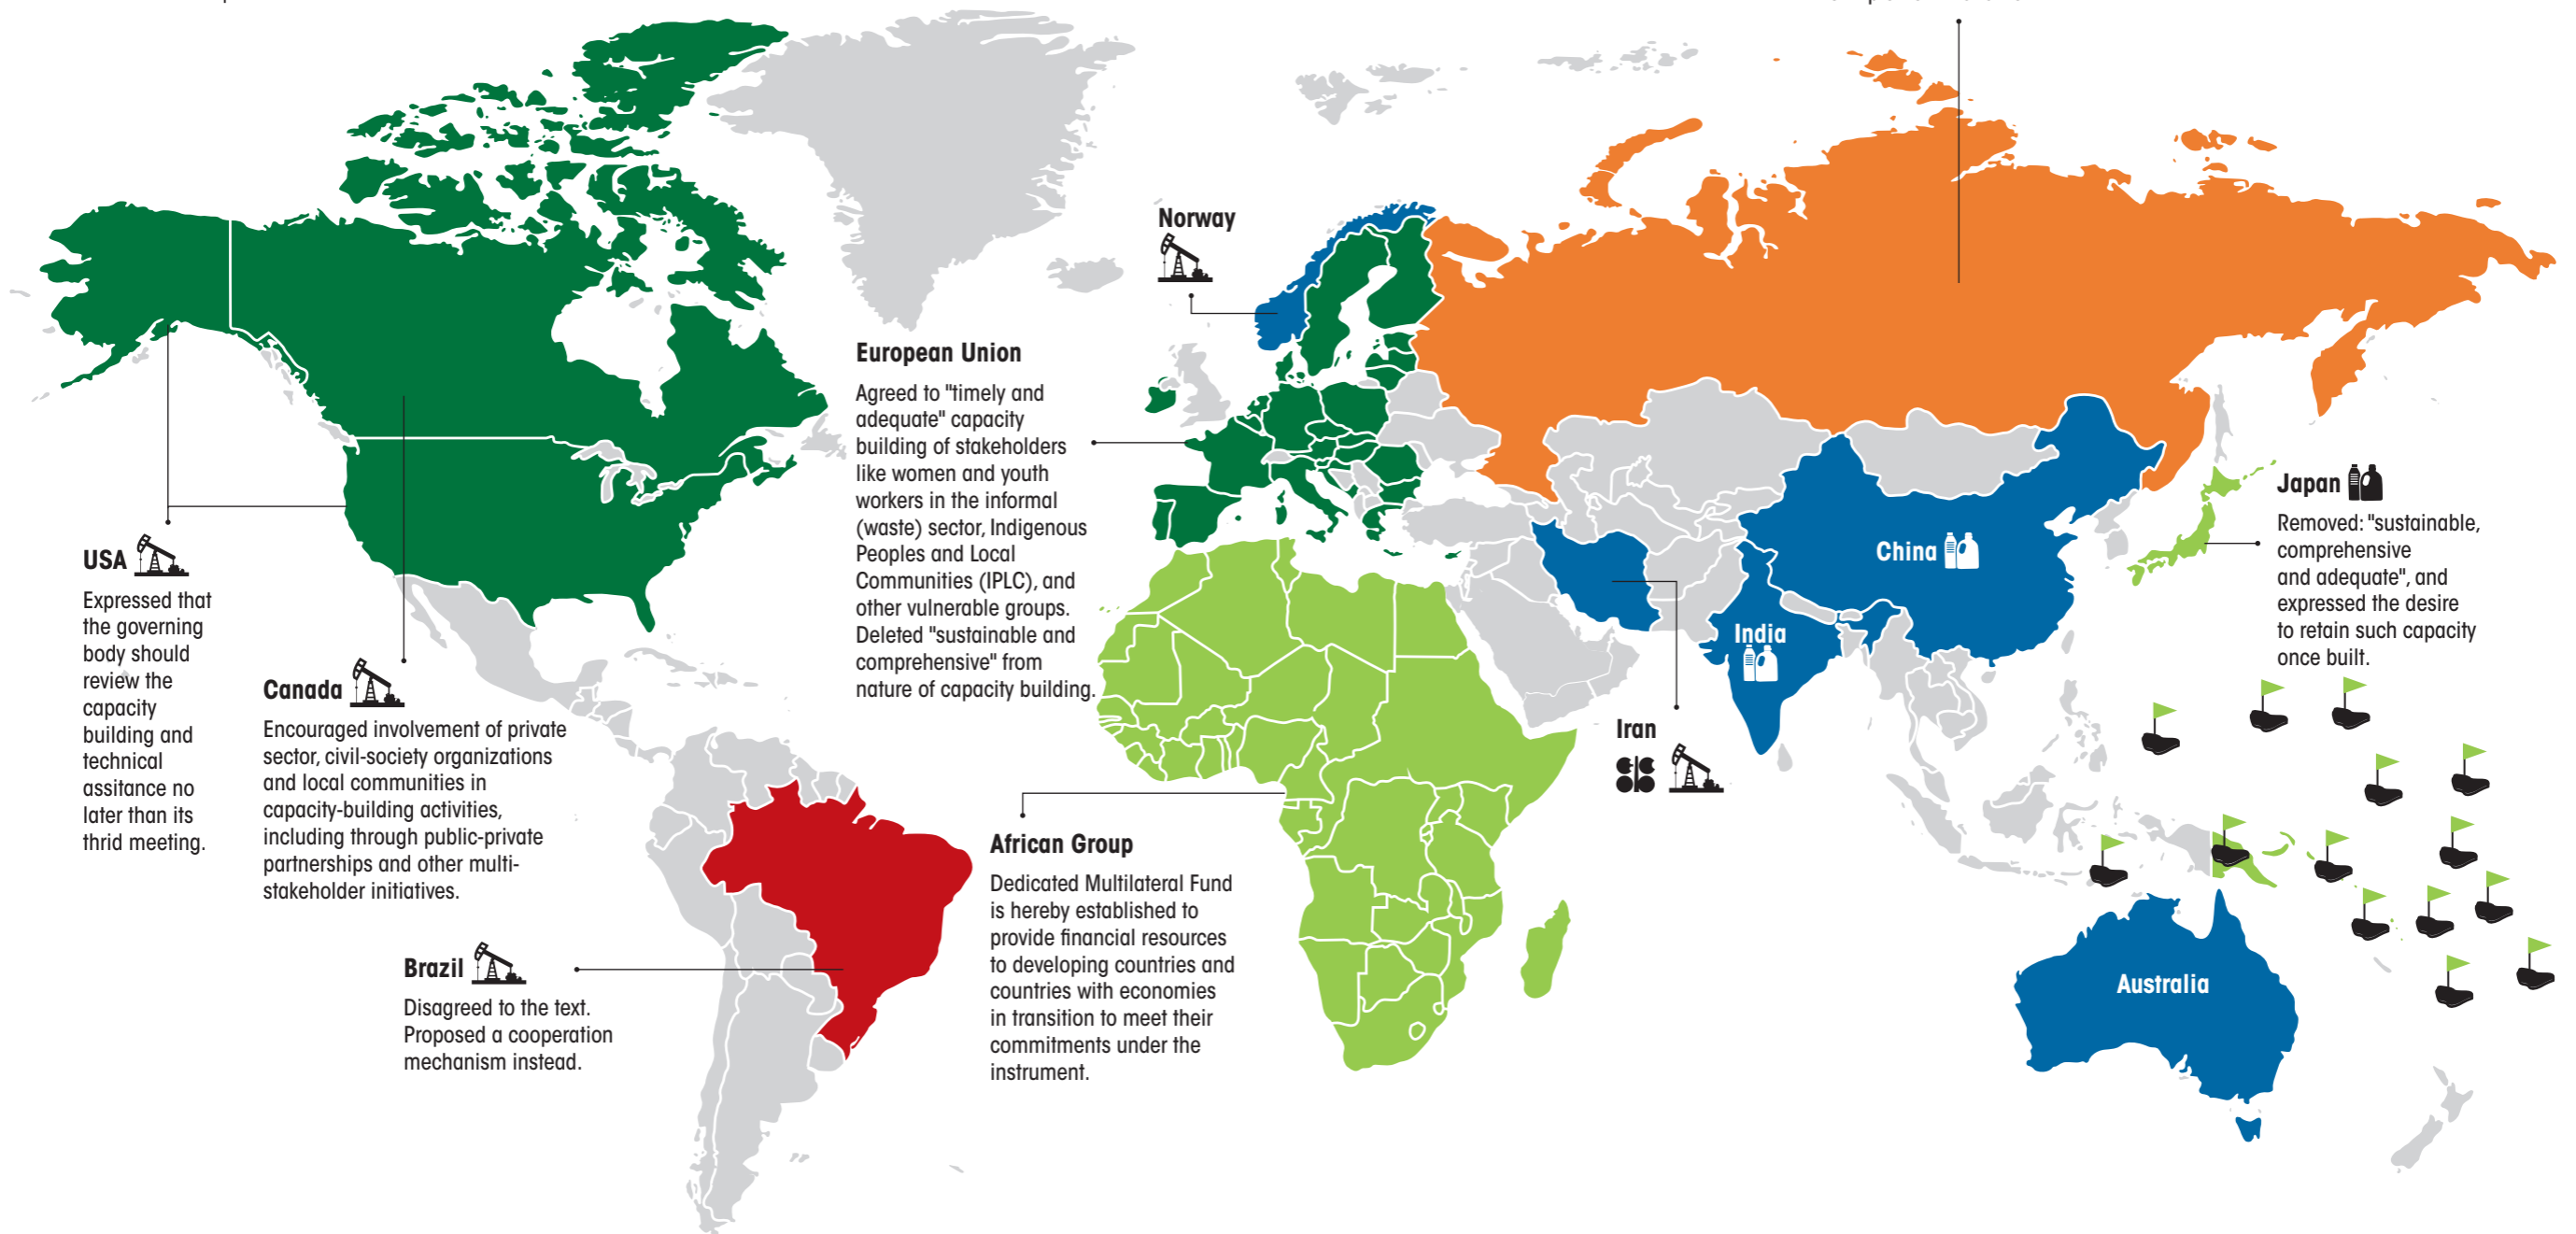 Norway
European Union
Agreed to "timely and
adequate" capacity
building of stakeholders
like women and youth
workers in the informal
(waste) sector, Indigenous
Peoples and Local
Communities (IPLC), and
other vulnerable groups.
Deleted "sustainable and
comprehensive" from
nature of capacity building.
USA
Expressed that
the governing
body should
review the
capacity
building and
technical
assitance no
later than its
thrid meeting.
Canada
Encouraged involvement of private
sector, civil-society organizations
and local communities in
capacity-building activities,
including through public-private
partnerships and other multi-
stakeholder initiatives.
Brazil
Disagreed to the text.
Proposed a cooperation
mechanism instead.
African Group
Dedicated Multilateral Fund
is hereby established to
provide financial resources
to developing countries and
countries with economies
in transition to meet their
commitments under the
instrument.
Iran
India
China
Japan
Removed: "sustainable,
comprehensive
and adequate", and
expressed the desire
to retain such capacity
once built.
Australia